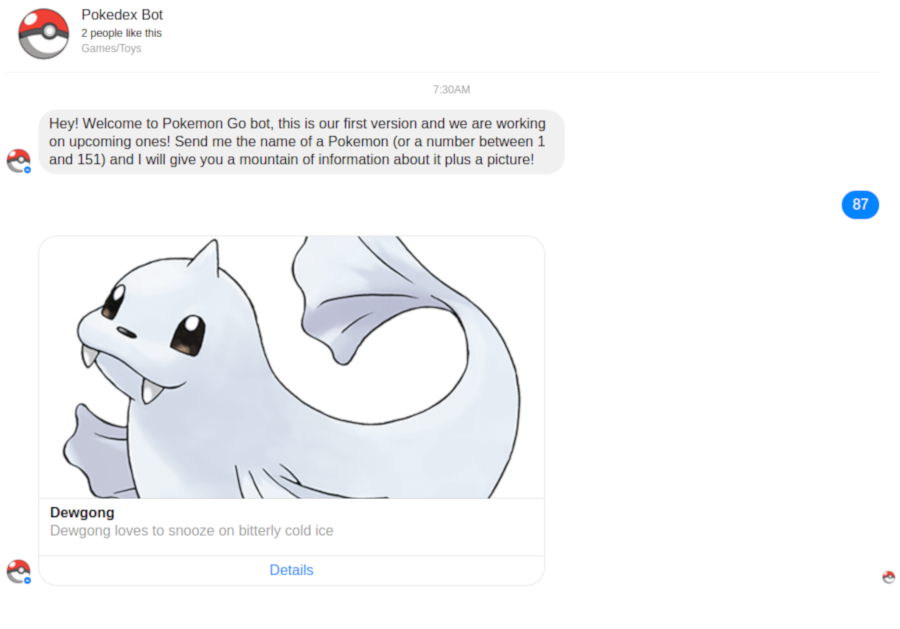 Pokedex Bot
2 people like this
Games/Toys
7:30AM
Hey! Welcome to Pokemon Go bot, this is our first version and we are working
on upcoming ones! Send me the name of a Pokemon (or a number between 1
and 151) and I will give you a mountain of information about it plus a picture!
87
Dewgong
Dewgong loves to snooze on bitterly cold ice
Details